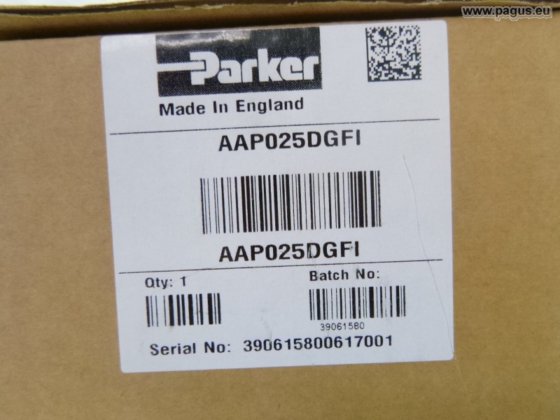 www.pagus.eu
Parker
Made In England
AAP025DGFI
AAP025DGFI
Qty: 1
Batch No:
39061580
Serial No: 390615800617001